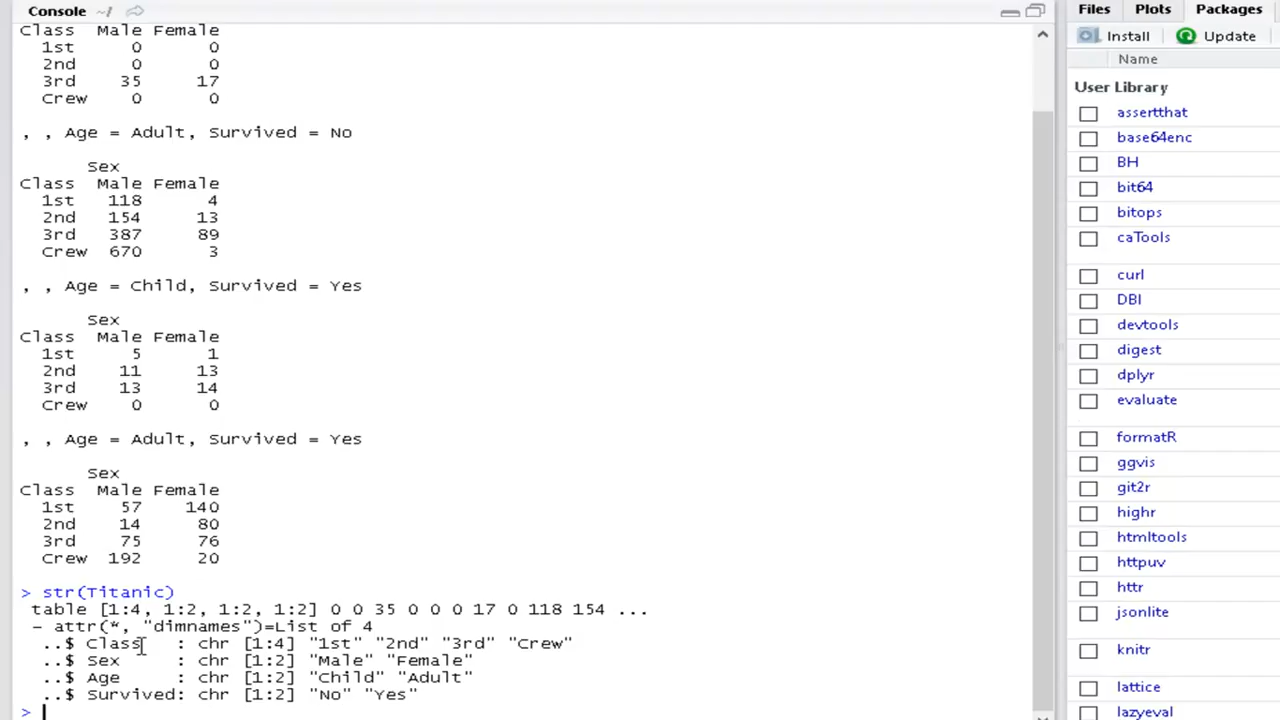 Console ~/
Class Male Female
1st 0 0
2nd 0 0
3rd 35 17
Crew 0 0
, , Age = Adult, Survived = No
Sex
Class Male Female
1st 118 4
2nd 154 13
3rd 387 89
Crew 670 3
, , Age = Child, Survived = Yes
Sex
Class Male Female
1st 5 1
2nd 11 13
3rd 13 14
Crew 0 0
, , Age = Adult, Survived = Yes
Sex
Class Male Female
1st 57 140
2nd 14 80
3rd 75 76
Crew 192 20
> str(Titanic)
table [1:4, 1:2, 1:2, 1:2] 0 0 35 0 0 0 17 0 118 154 ...
- attr(*, "dimnames")=List of 4
..$ Class : chr [1:4] "1st" "2nd" "3rd" "Crew"
..$ Sex : chr [1:2] "Male" "Female"
..$ Age : chr [1:2] "Child" "Adult"
..$ Survived: chr [1:2] "No" "Yes"
>
Files Plots Packages
Install Update
Name
User Library
assertthat
base64enc
BH
bit64
bitops
caTools
curl
DBI
devtools
digest
dplyr
evaluate
formatR
ggvis
git2r
highr
htmltools
httpuv
httr
jsonlite
knitr
lattice
lazyeval